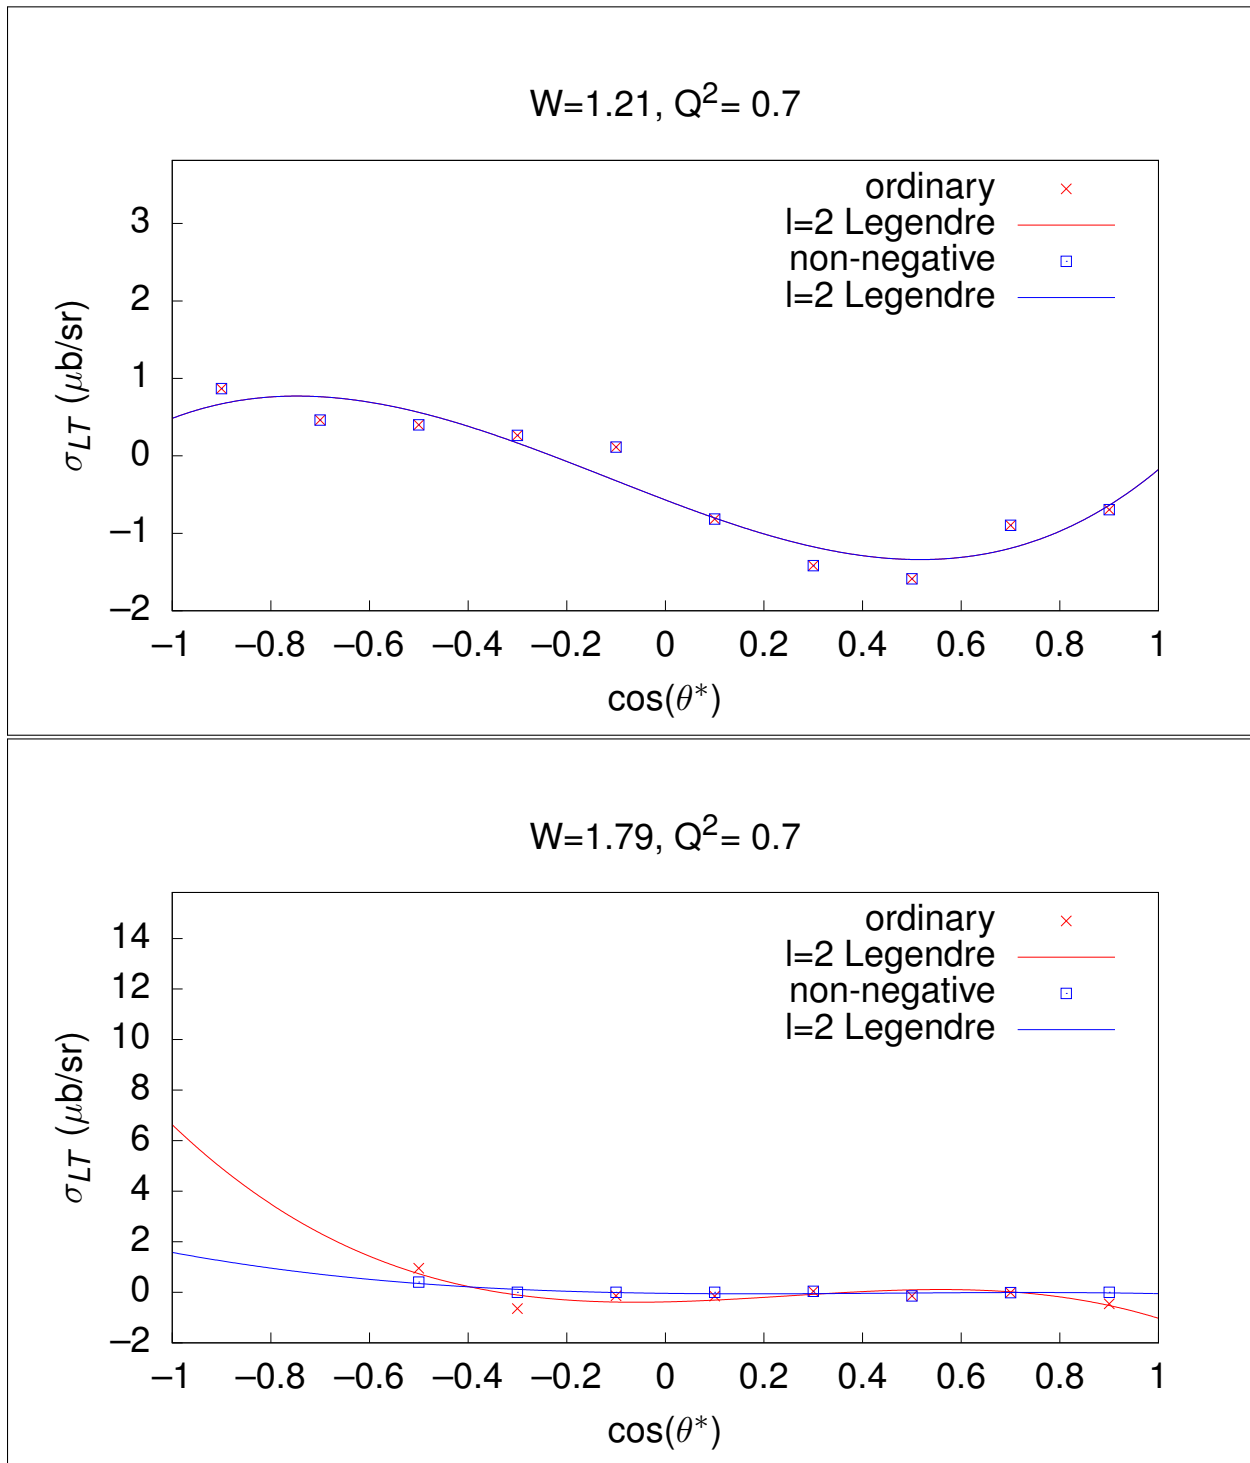 W=1.21, Q²= 0.7
ordinary
l=2 Legendre
non-negative
l=2 Legendre
3
2
1
0
−1
−2
σLT (μb/sr)
−1 −0.8 −0.6 −0.4 −0.2 0 0.2 0.4 0.6 0.8 1
cos(θ*)
W=1.79, Q²= 0.7
ordinary
l=2 Legendre
non-negative
l=2 Legendre
14
12
10
8
6
4
2
0
−2
σLT (μb/sr)
−1 −0.8 −0.6 −0.4 −0.2 0 0.2 0.4 0.6 0.8 1
cos(θ*)